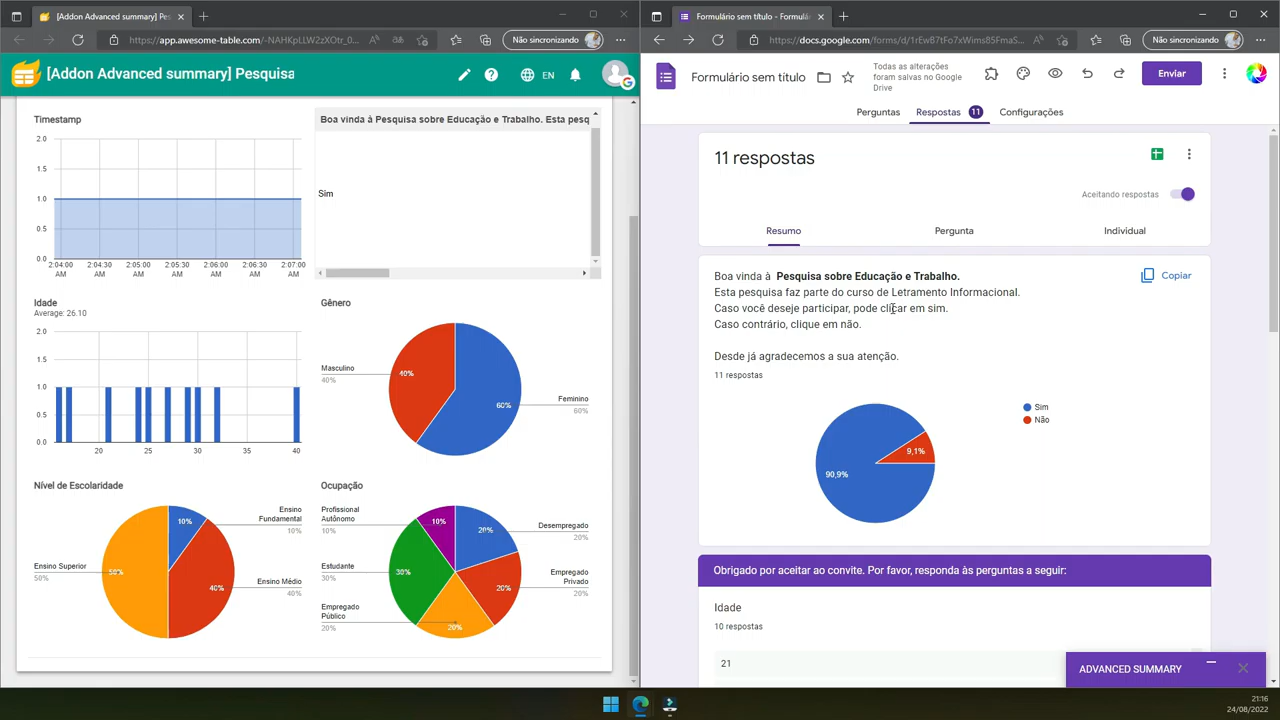 [Addon Advanced summary] Pes
https://app.awesome-table.com/-NAHKpLLW2zXOtr_0...
Não sincronizando
[Addon Advanced summary] Pesquisa
EN
Timestamp
2.0
1.5
1.0
0.5
0.0
2:04:00 AM
2:04:30 AM
2:05:00 AM
2:05:30 AM
2:06:00 AM
2:06:30 AM
2:07:00 AM
Boa vinda à Pesquisa sobre Educação e Trabalho. Esta pesq
Sim
Idade
Average: 26.10
2.0
1.5
1.0
0.5
0.0
20
25
30
35
40
Gênero
Masculino
40%
40%
60%
Feminino
60%
Nível de Escolaridade
Ensino Superior
50%
50%
10%
40%
Ensino
Fundamental
10%
Ensino Médio
40%
Ocupação
Profissional
Autônomo
10%
Estudante
30%
Empregado
Público
20%
10%
20%
30%
20%
20%
Desempregado
20%
Empregado
Privado
20%
Formulário sem título - Formulá
https://docs.google.com/forms/d/1rEwB7tFo7xWims85FmaS...
Não sincronizando
Formulário sem título
Todas as alterações
foram salvas no Google
Drive
Enviar
Perguntas
Respostas 11
Configurações
11 respostas
Aceitando respostas
Resumo
Pergunta
Individual
Boa vinda à Pesquisa sobre Educação e Trabalho.
Copiar
Esta pesquisa faz parte do curso de Letramento Informacional.
Caso você deseje participar, pode clicar em sim.
Caso contrário, clique em não.
Desde já agradecemos a sua atenção.
11 respostas
Sim
Não
9,1%
90,9%
Obrigado por aceitar ao convite. Por favor, responda às perguntas a seguir:
Idade
10 respostas
21
ADVANCED SUMMARY
21:16
24/08/2022